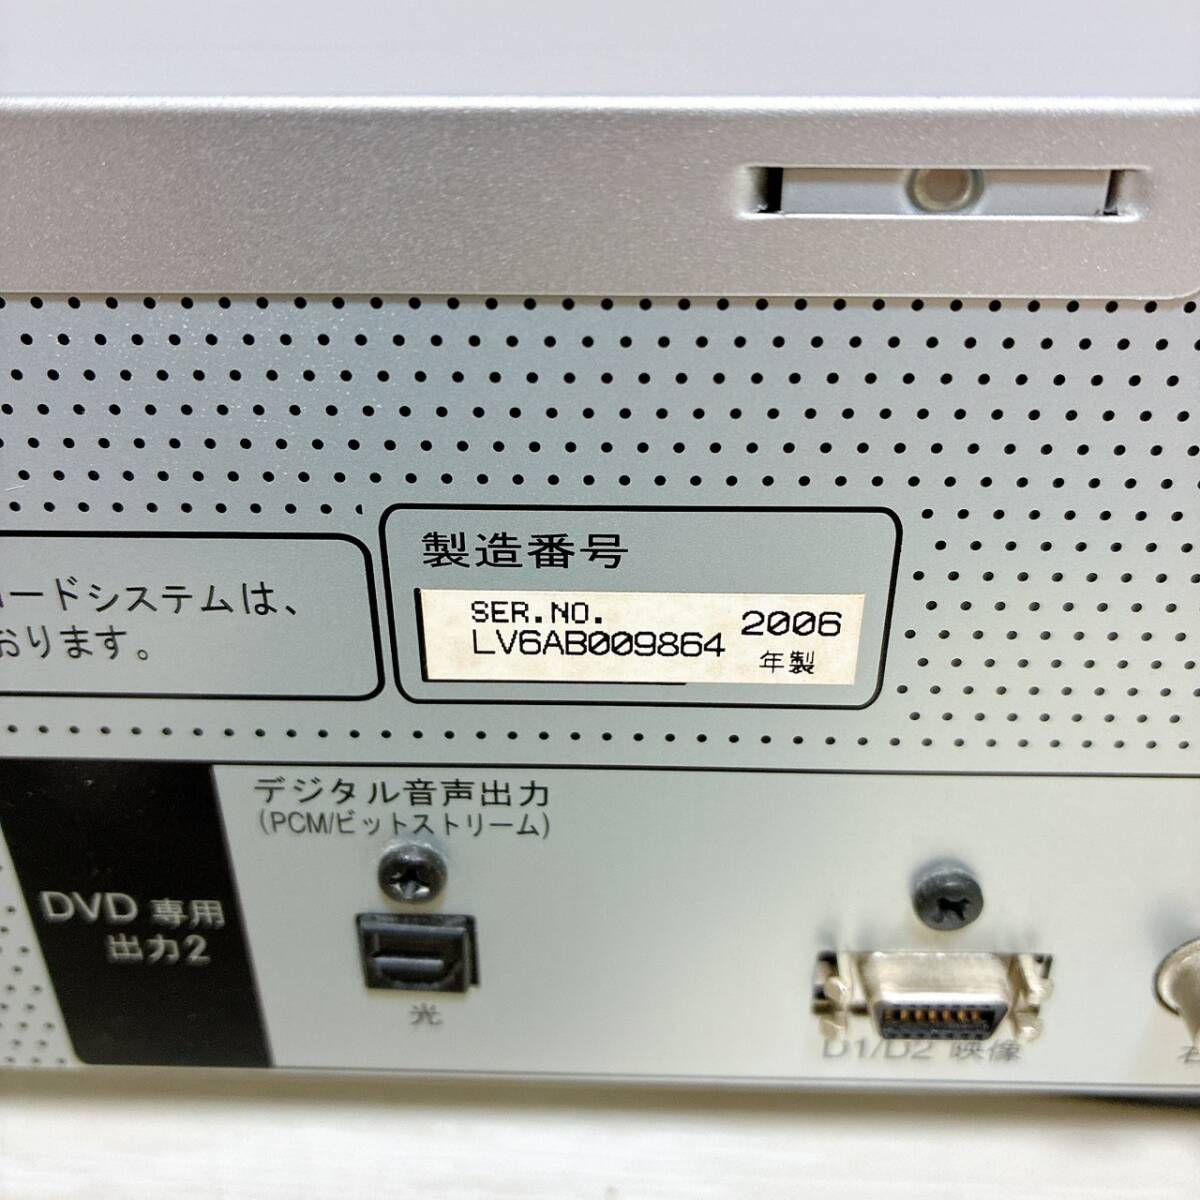 製造番号
コードシステムは、
おります。
SER.NO.
LV6AB009864
2006
年製
デジタル音声出力
(PCM/ビットストリーム)
DVD 専用
出力2
光
D1/D2 映像
右